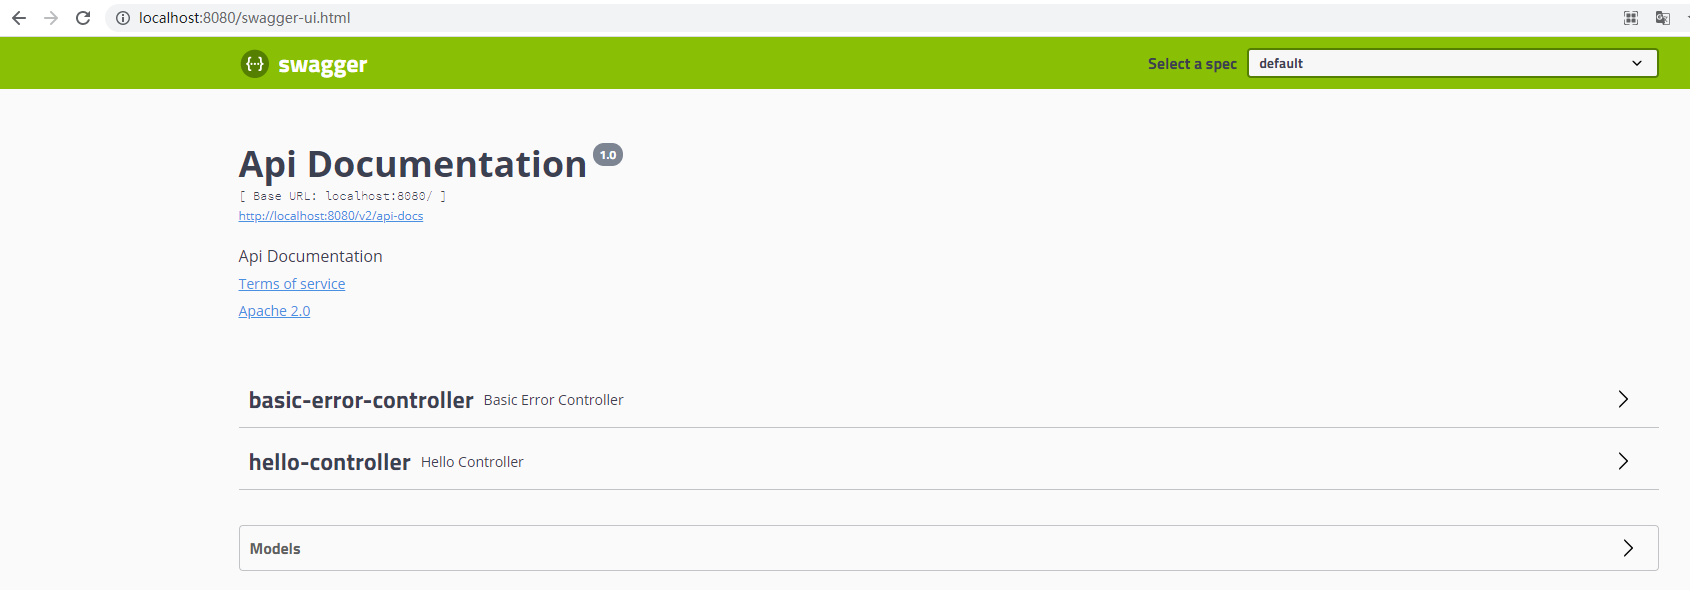 localhost:8080/swagger-ui.html
{··} swagger
Select a spec
default
Api Documentation 1.0
[ Base URL: localhost:8080/ ]
http://localhost:8080/v2/api-docs
Api Documentation
Terms of service
Apache 2.0
basic-error-controller Basic Error Controller
hello-controller Hello Controller
Models